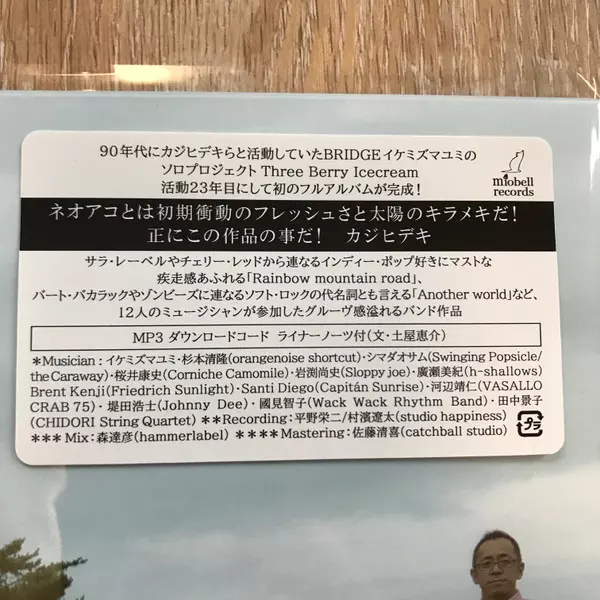 90年代にカジヒデキらと活動していたBRIDGEイケミズマユミの
ソロプロジェクト Three Berry Icecream
活動23年目にして初のフルアルバムが完成!
miobell
records
ネオアコとは初期衝動のフレッシュさと太陽のキラメキだ!
正にこの作品の事だ! カジヒデキ
サラ・レーベルやチェリー・レッドから連なるインディー・ポップ好きにマストな
疾走感あふれる「Rainbow mountain road」、
バート・バカラックやゾンビーズに連なるソフト・ロックの代名詞とも言える「Another world」など、
12人のミュージシャンが参加したグルーヴ感溢れるバンド作品
MP3 ダウンロードコード ライナーノーツ付(文・土屋恵介)
*Musician : イケミズマユミ・杉本清隆(orangenoise shortcut)・シマダオサム(Swinging Popsicle/
the Caraway)・桜井康史(Corniche Camomile)・岩渕尚史(Sloppy joe)・廣瀬美紀(h-shallows)
Brent Kenji(Friedrich Sunlight)・Santi Diego(Capitán Sunrise)・河辺靖仁(VASALLO
CRAB 75)・堤田浩士(Johnny Dee)・國見智子(Wack Wack Rhythm Band)・田中景子
(CHIDORI String Quartet) **Recording:平野栄二/村濱遼太(studio happiness)
***Mix:森達彦(hammerlabel) ****Mastering:佐藤清喜(catchball studio)
プラ